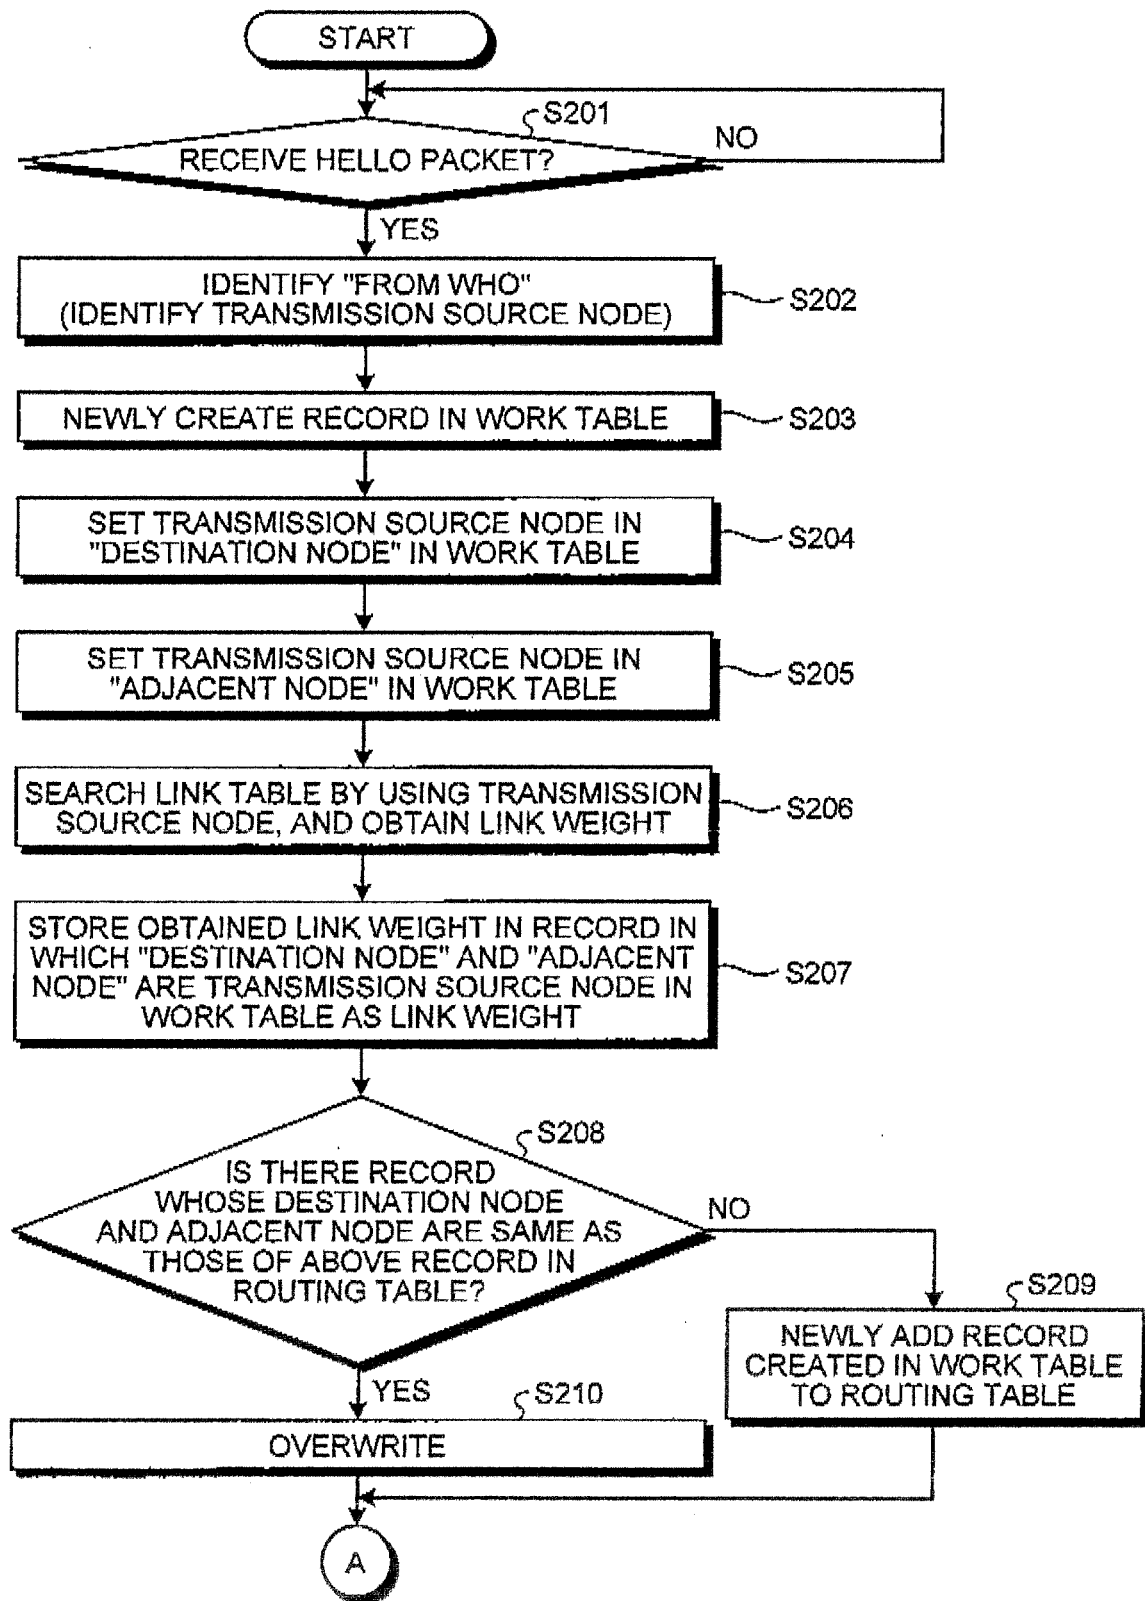 START
S201
RECEIVE HELLO PACKET?
NO
YES
IDENTIFY "FROM WHO"
(IDENTIFY TRANSMISSION SOURCE NODE)
S202
NEWLY CREATE RECORD IN WORK TABLE
S203
SET TRANSMISSION SOURCE NODE IN
"DESTINATION NODE" IN WORK TABLE
S204
SET TRANSMISSION SOURCE NODE IN
"ADJACENT NODE" IN WORK TABLE
S205
SEARCH LINK TABLE BY USING TRANSMISSION
SOURCE NODE, AND OBTAIN LINK WEIGHT
S206
STORE OBTAINED LINK WEIGHT IN RECORD IN
WHICH "DESTINATION NODE" AND "ADJACENT
NODE" ARE TRANSMISSION SOURCE NODE IN
WORK TABLE AS LINK WEIGHT
S207
S208
IS THERE RECORD
WHOSE DESTINATION NODE
AND ADJACENT NODE ARE SAME AS
THOSE OF ABOVE RECORD IN
ROUTING TABLE?
NO
S209
NEWLY ADD RECORD
CREATED IN WORK TABLE
TO ROUTING TABLE
YES
S210
OVERWRITE
A